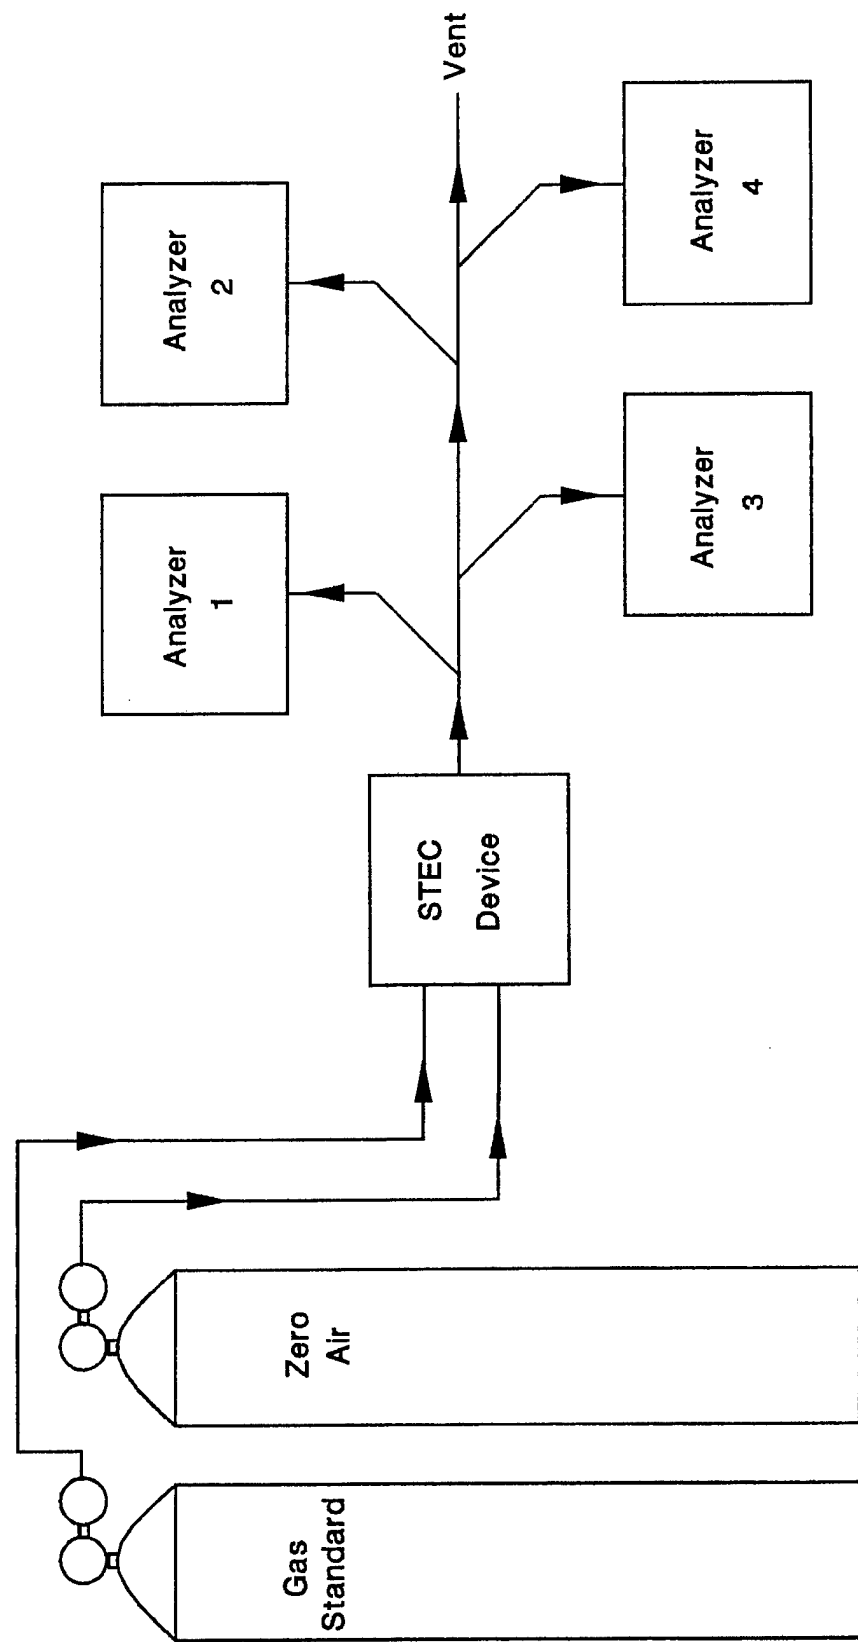 Gas
Standard
Zero
Air
STEC
Device
Analyzer
1
Analyzer
2
Analyzer
3
Analyzer
4
Vent